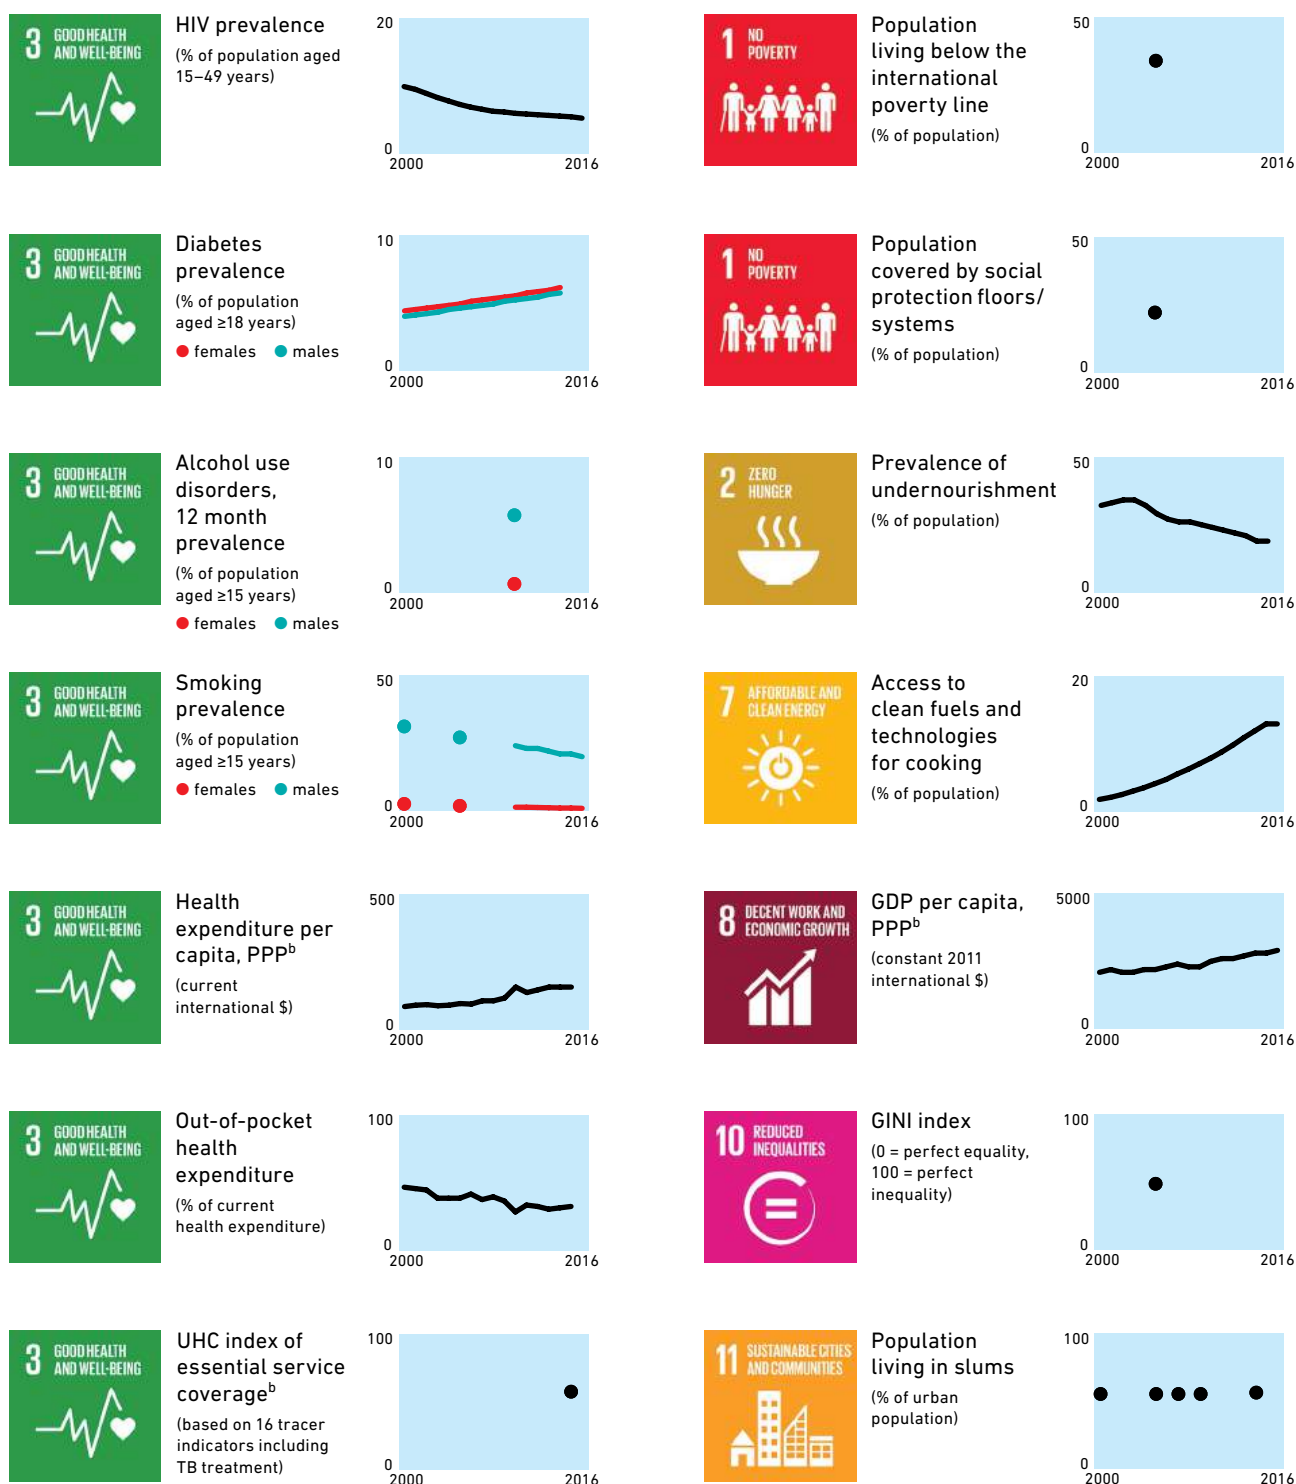 3 GOOD HEALTH
AND WELL-BEING
HIV prevalence
(% of population aged
15–49 years)
20
0
2000 2016
1 NO
POVERTY
Population
living below the
international
poverty line
(% of population)
50
0
2000 2016
3 GOOD HEALTH
AND WELL-BEING
Diabetes
prevalence
(% of population
aged ≥18 years)
females males
10
0
2000 2016
1 NO
POVERTY
Population
covered by social
protection floors/
systems
(% of population)
50
0
2000 2016
3 GOOD HEALTH
AND WELL-BEING
Alcohol use
disorders,
12 month
prevalence
(% of population
aged ≥15 years)
females males
10
0
2000 2016
2 ZERO
HUNGER
Prevalence of
undernourishment
(% of population)
50
0
2000 2016
3 GOOD HEALTH
AND WELL-BEING
Smoking
prevalence
(% of population
aged ≥15 years)
females males
50
0
2000 2016
7 AFFORDABLE AND
CLEAN ENERGY
Access to
clean fuels and
technologies
for cooking
(% of population)
20
0
2000 2016
3 GOOD HEALTH
AND WELL-BEING
Health
expenditure per
capita, PPPᵇ
(current
international $)
500
0
2000 2016
8 DECENT WORK AND
ECONOMIC GROWTH
GDP per capita,
PPPᵇ
(constant 2011
international $)
5000
0
2000 2016
3 GOOD HEALTH
AND WELL-BEING
Out-of-pocket
health
expenditure
(% of current
health expenditure)
100
0
2000 2016
10 REDUCED
INEQUALITIES
GINI index
(0 = perfect equality,
100 = perfect
inequality)
100
0
2000 2016
3 GOOD HEALTH
AND WELL-BEING
UHC index of
essential service
coverageᵇ
(based on 16 tracer
indicators including
TB treatment)
100
0
2000 2016
11 SUSTAINABLE CITIES
AND COMMUNITIES
Population
living in slums
(% of urban
population)
100
0
2000 2016